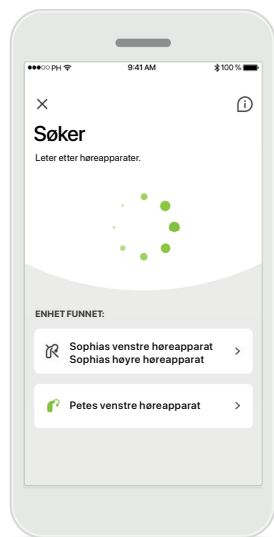 PH 9:41 AM 100 %
Søker
Leter etter høreapparater.
ENHET FUNNET:
Sophias venstre høreapparat
Sophias høyre høreapparat
Petes venstre høreapparat